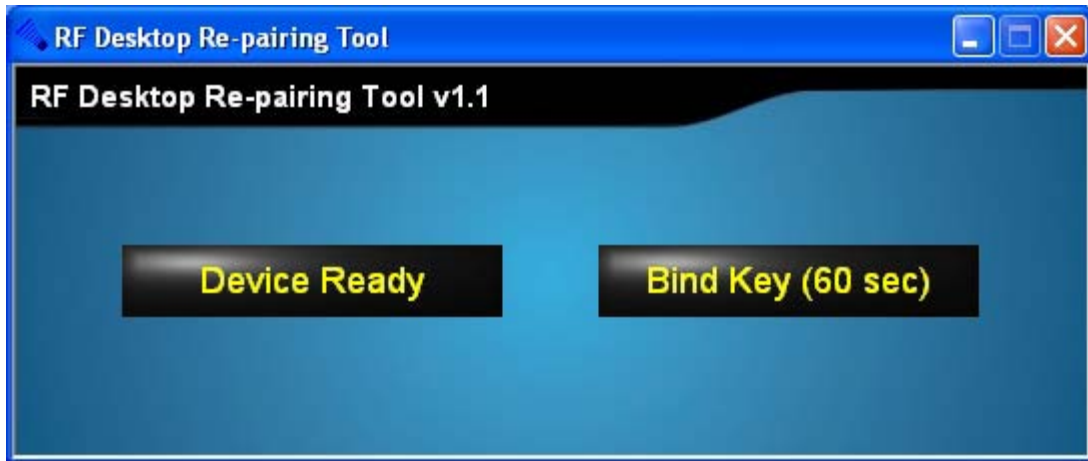 RF Desktop Re-pairing Tool
RF Desktop Re-pairing Tool v1.1
Device Ready
Bind Key (60 sec)